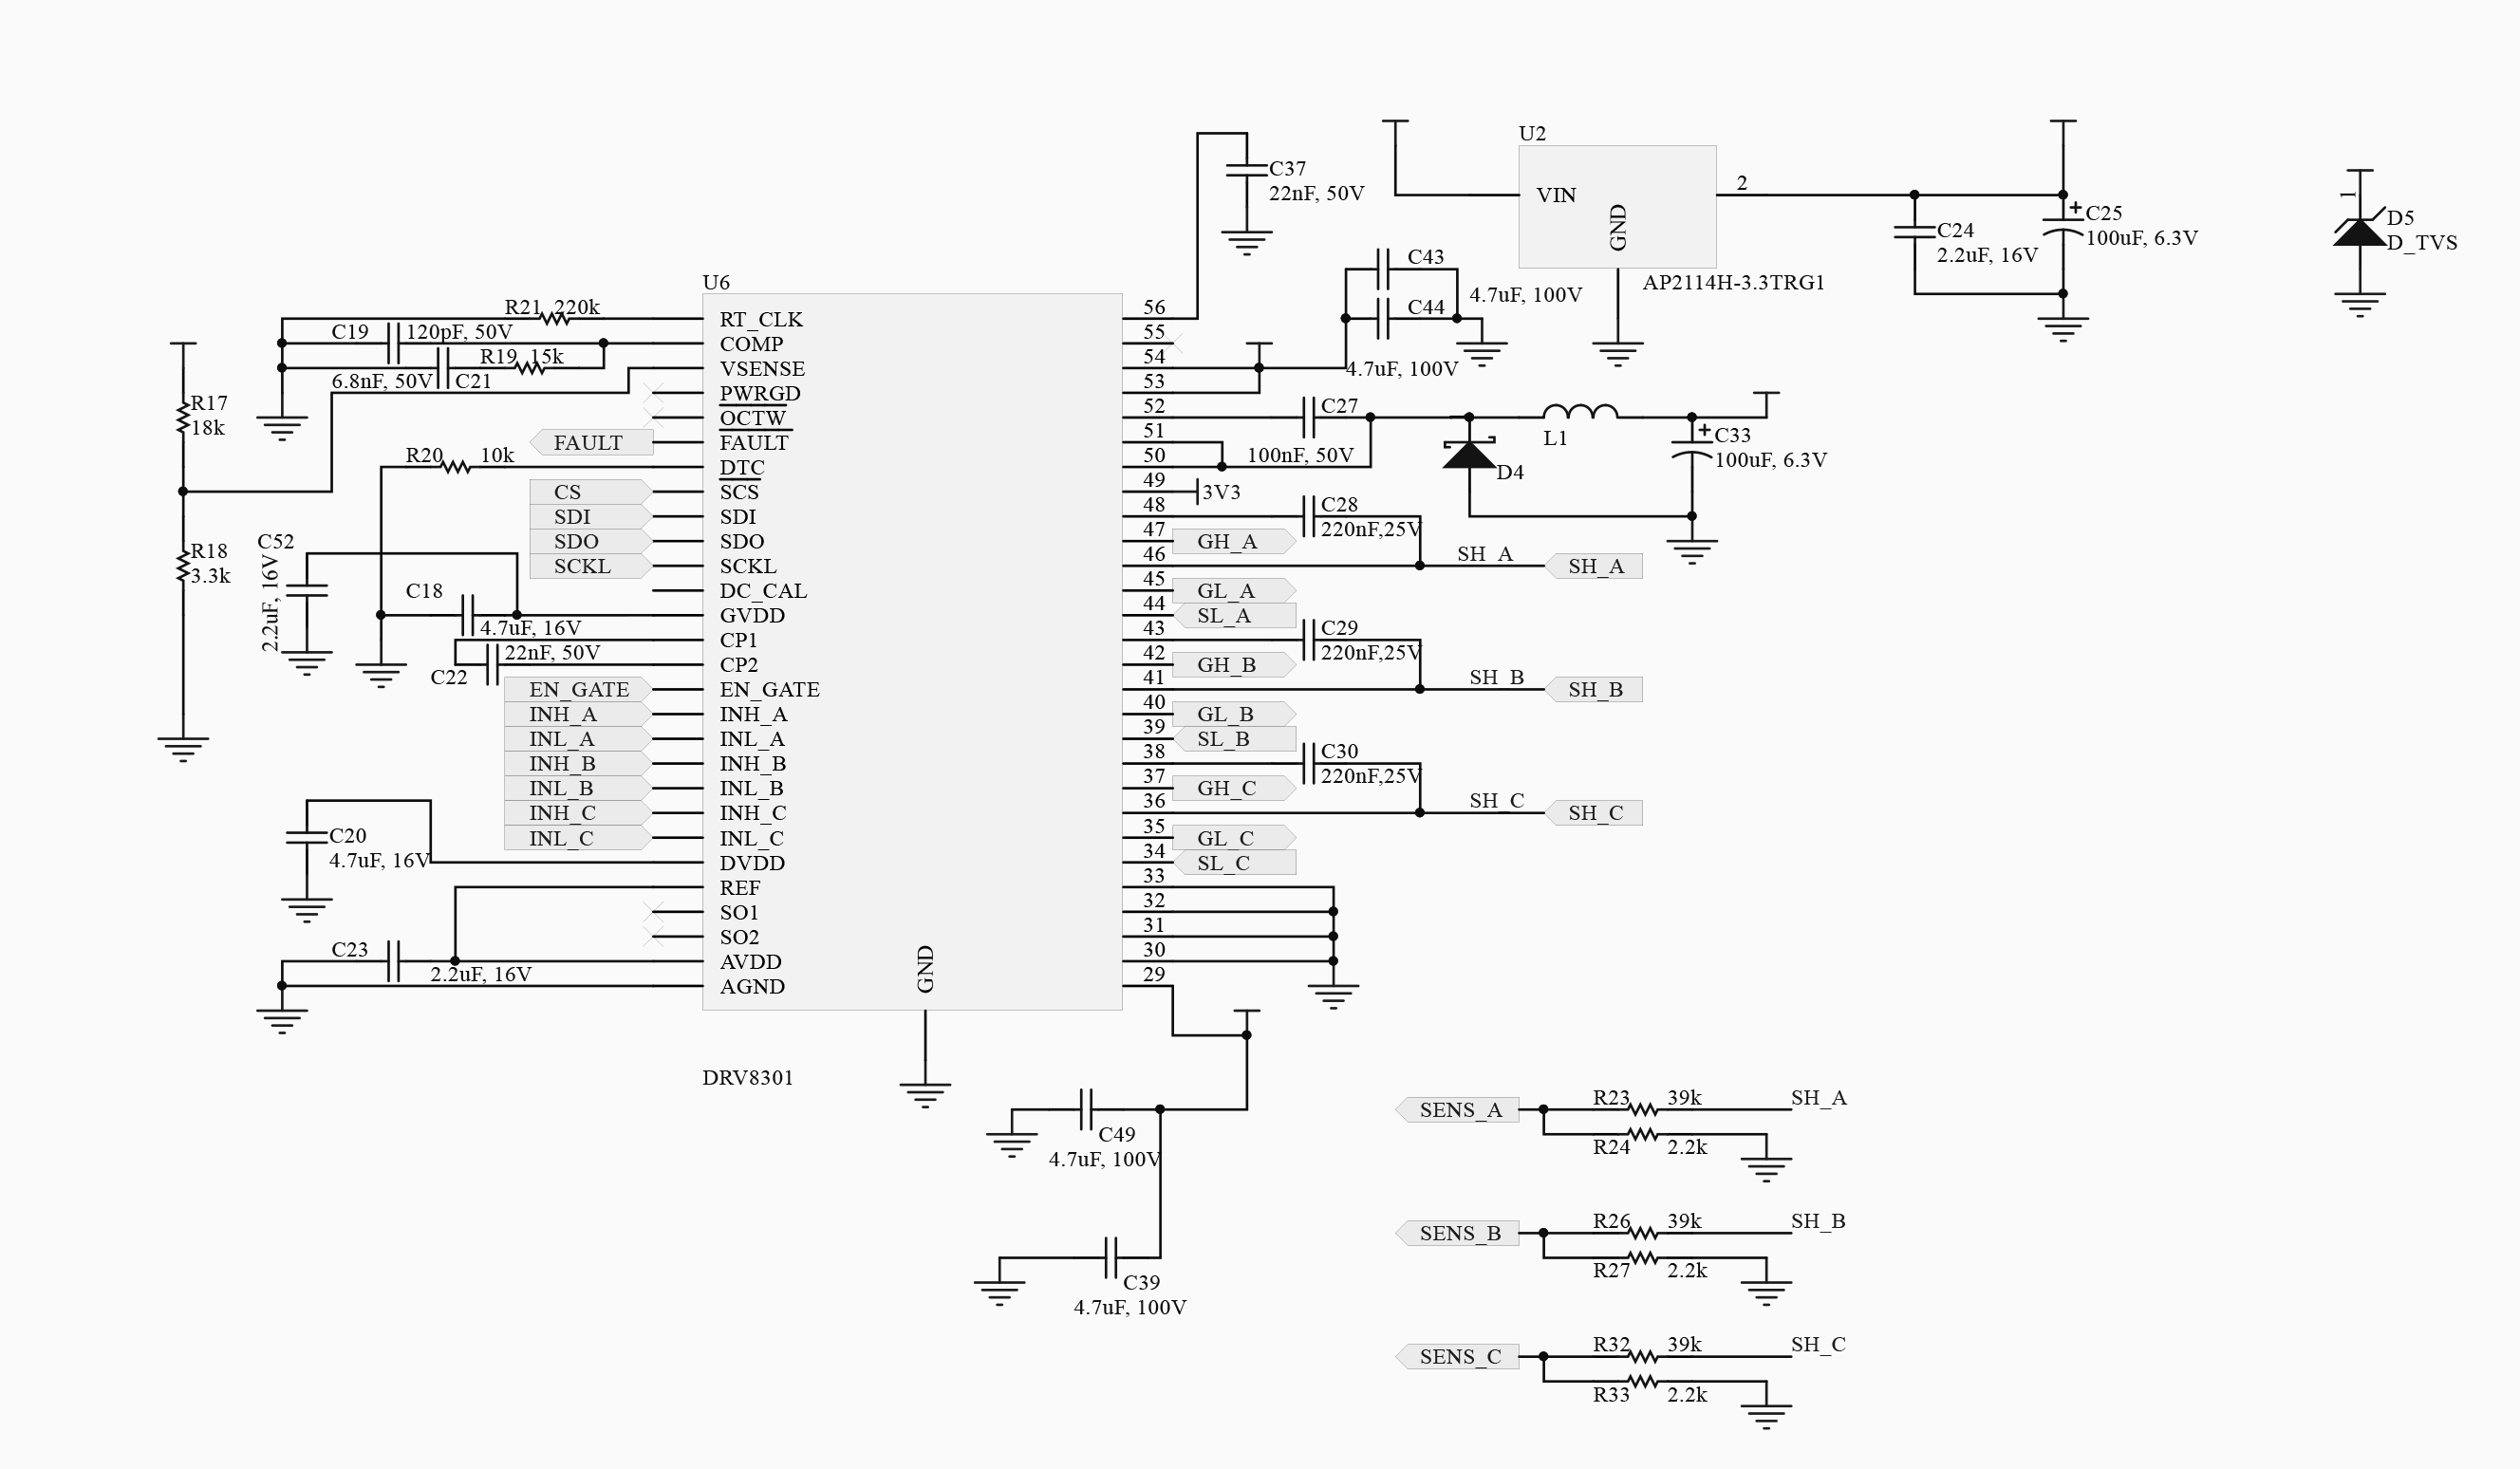 U2
VIN
GND
2
AP2114H-3.3TRG1
C37
22nF, 50V
C24
2.2uF, 16V
C25
100uF, 6.3V
1
D5
D_TVS
C43
4.7uF, 100V
C44
4.7uF, 100V
U6
R21 220k
C19 120pF, 50V
R19 15k
6.8nF, 50V C21
R17
18k
R20 10k
R18
3.3k
C52
2.2uF, 16V
C18
4.7uF, 16V
22nF, 50V
C22
C20
4.7uF, 16V
C23
2.2uF, 16V
FAULT
CS
SDI
SDO
SCKL
EN_GATE
INH_A
INL_A
INH_B
INL_B
INH_C
INL_C
RT_CLK
COMP
VSENSE
PWRGD
OCTW
FAULT
DTC
SCS
SDI
SDO
SCKL
DC_CAL
GVDD
CP1
CP2
EN_GATE
INH_A
INL_A
INH_B
INL_B
INH_C
INL_C
DVDD
REF
SO1
SO2
AVDD
AGND
GND
DRV8301
56
55
54
53
52
51
50
49
48
47
46
45
44
43
42
41
40
39
38
37
36
35
34
33
32
31
30
29
C27
100nF, 50V
D4
L1
C33
100uF, 6.3V
3V3
C28
220nF,25V
GH_A
SH_A
SH_A
GL_A
SL_A
C29
220nF,25V
GH_B
SH_B
SH_B
GL_B
SL_B
C30
220nF,25V
GH_C
SH_C
SH_C
GL_C
SL_C
C49
4.7uF, 100V
C39
4.7uF, 100V
SENS_A
R23 39k
SH_A
R24 2.2k
SENS_B
R26 39k
SH_B
R27 2.2k
SENS_C
R32 39k
SH_C
R33 2.2k